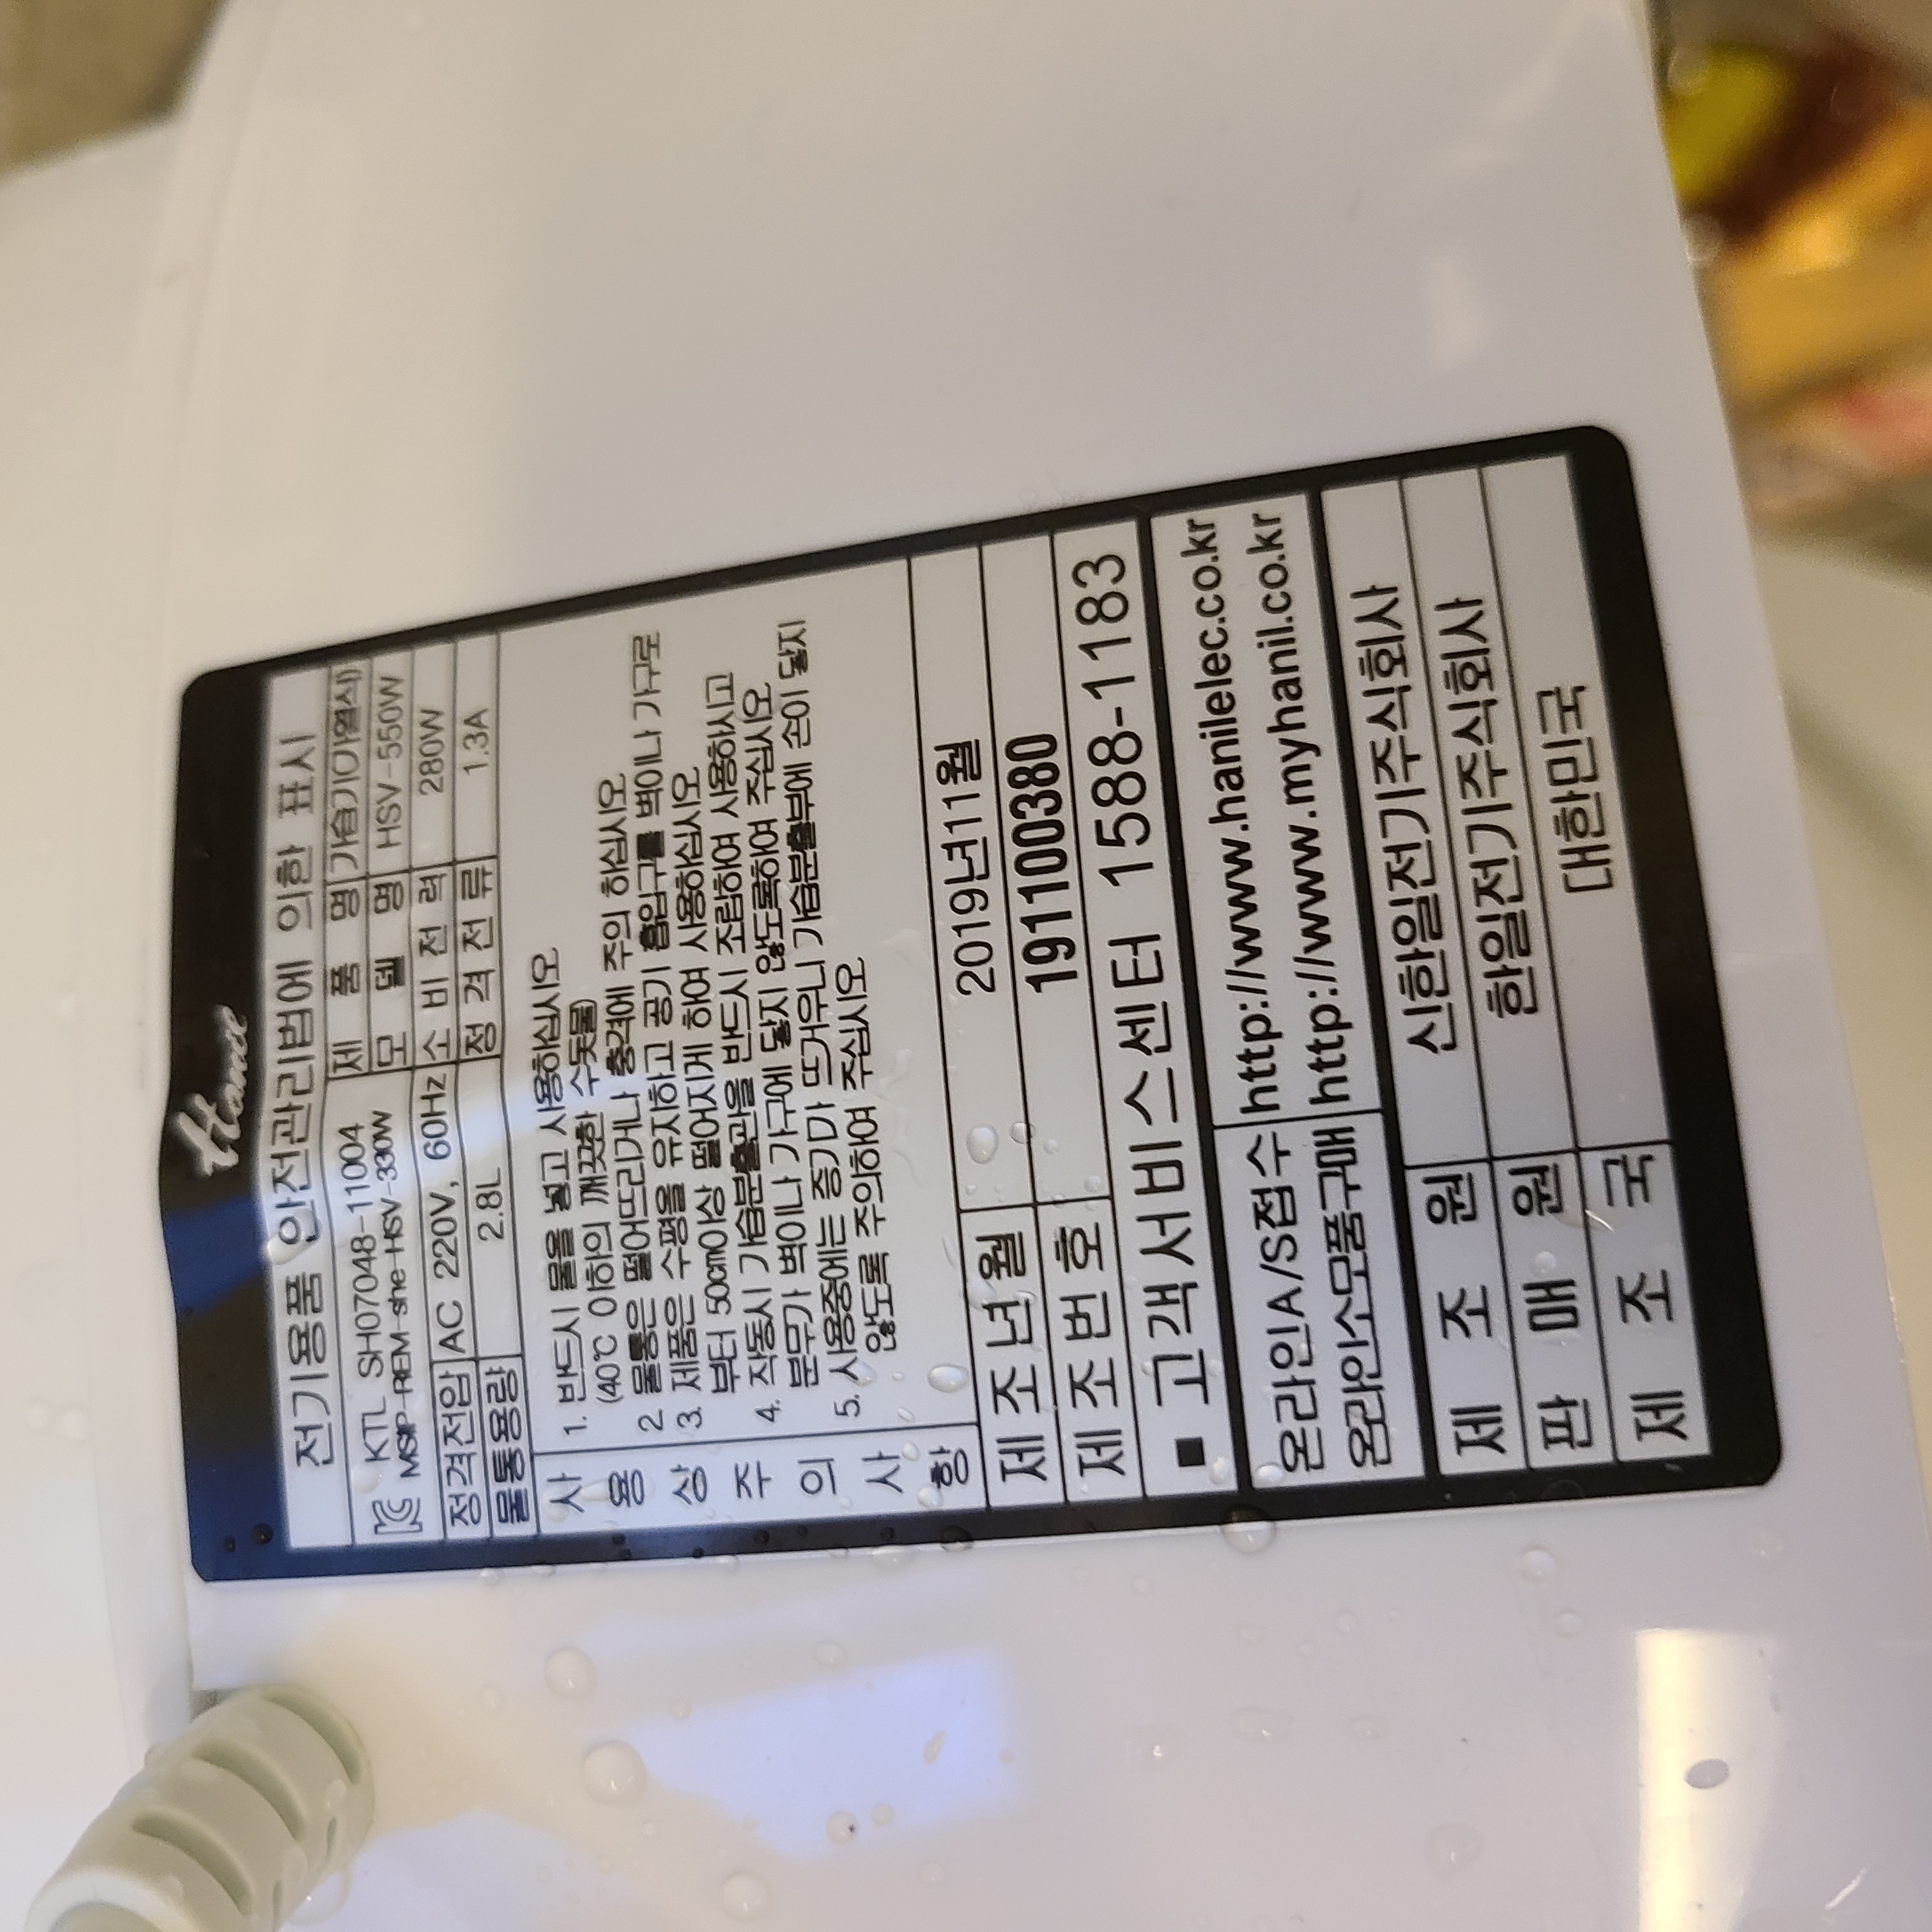 Home
전기용품 안전관리법에 의한 표시
KTL SH07048-11004
MSIP-REM-she-HSV-330W
제 품 명 가습기(가열식)
모 델 명 HSV-550W
정격전압 AC 220V, 60Hz 소 비 전 력 280W
물통용량 2.8L 정 격 전 류 1.3A
사용상주의사항
1. 반드시 물을 넣고 사용하십시오
(40℃ 이하의 깨끗한 수돗물)
2 물통은 떨어뜨리거나 충격에 주의 하십시오
3. 제품은 수평을 유지하고 공기 흡입구를 벽이나 가구로
부터 50cm이상 떨어지게 하여 사용하십시오
4. 작동시 가습분출관을 반드시 조립하여 사용하시고
분무가 벽이나 가구에 닿지 않도록하여 주십시오
5. 사용중에는 증기가 뜨거우니 가습분출부에 손이 닿지
않도록 주의하여 주십시오
제조년월 2019년11월
제조번호 191100380
■ 고객서비스센터 1588-1183
온라인A/S접수 http://www.hanilelec.co.kr
온라인소모품구매 http://www.myhanil.co.kr
제 조 원 신한일전기주식회사
판 매 원 한일전기주식회사
제 조 국 대한민국